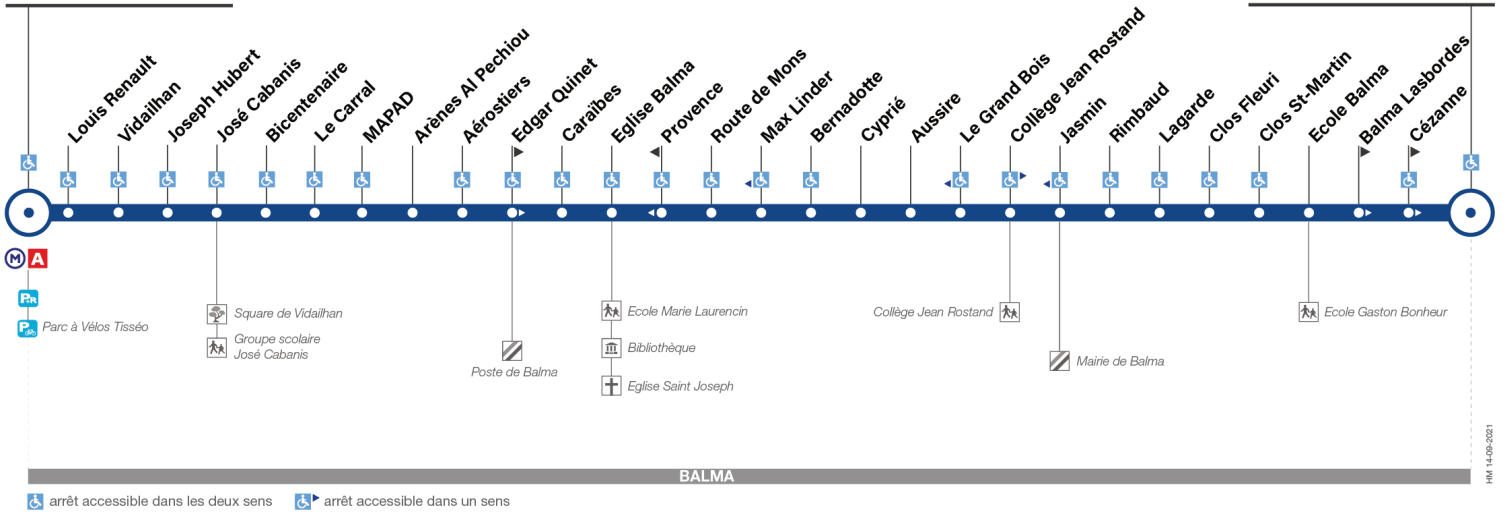 Louis Renault
Vidailhan
Joseph Hubert
José Cabanis
Bicentenaire
Le Carral
MAPAD
Arènes Al Pechiou
Aérostiers
Edgar Quinet
Caraïbes
Eglise Balma
Provence
Route de Mons
Max Linder
Bernadotte
Cyprié
Aussire
Le Grand Bois
Collège Jean Rostand
Jasmin
Rimbaud
Lagarde
Clos Fleuri
Clos St-Martin
Ecole Balma
Balma Lasbordes
Cézanne
M A
P+R
P
Parc à Vélos Tisséo
Square de Vidailhan
Groupe scolaire
José Cabanis
Poste de Balma
Ecole Marie Laurencin
Bibliothèque
Eglise Saint Joseph
Collège Jean Rostand
Mairie de Balma
Ecole Gaston Bonheur
BALMA
HM 14-09-2021
arrêt accessible dans les deux sens
arrêt accessible dans un sens